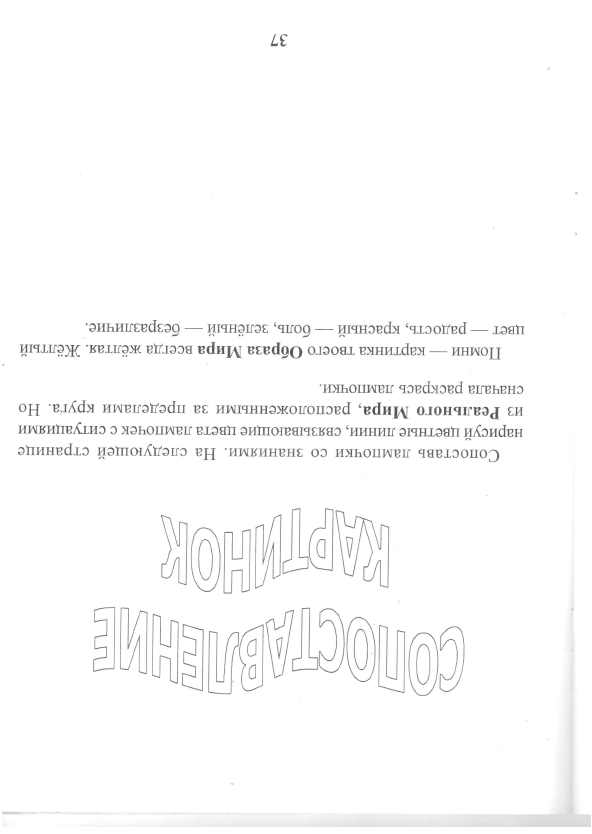 СОПОСТАВЛЕНИЕ
КАРТИНОК
Сопоставь лампочки со знаниями. На следующей странице
нарисуй цветные линии, связывающие цвета лампочек с ситуациями
из Реального Мира, расположенными за пределами круга. Но
сначала раскрась лампочки.
Помни — картинка твоего Образа Мира всегда жёлтая. Жёлтый
цвет — радость, красный — боль, зелёный — безразличие.
37